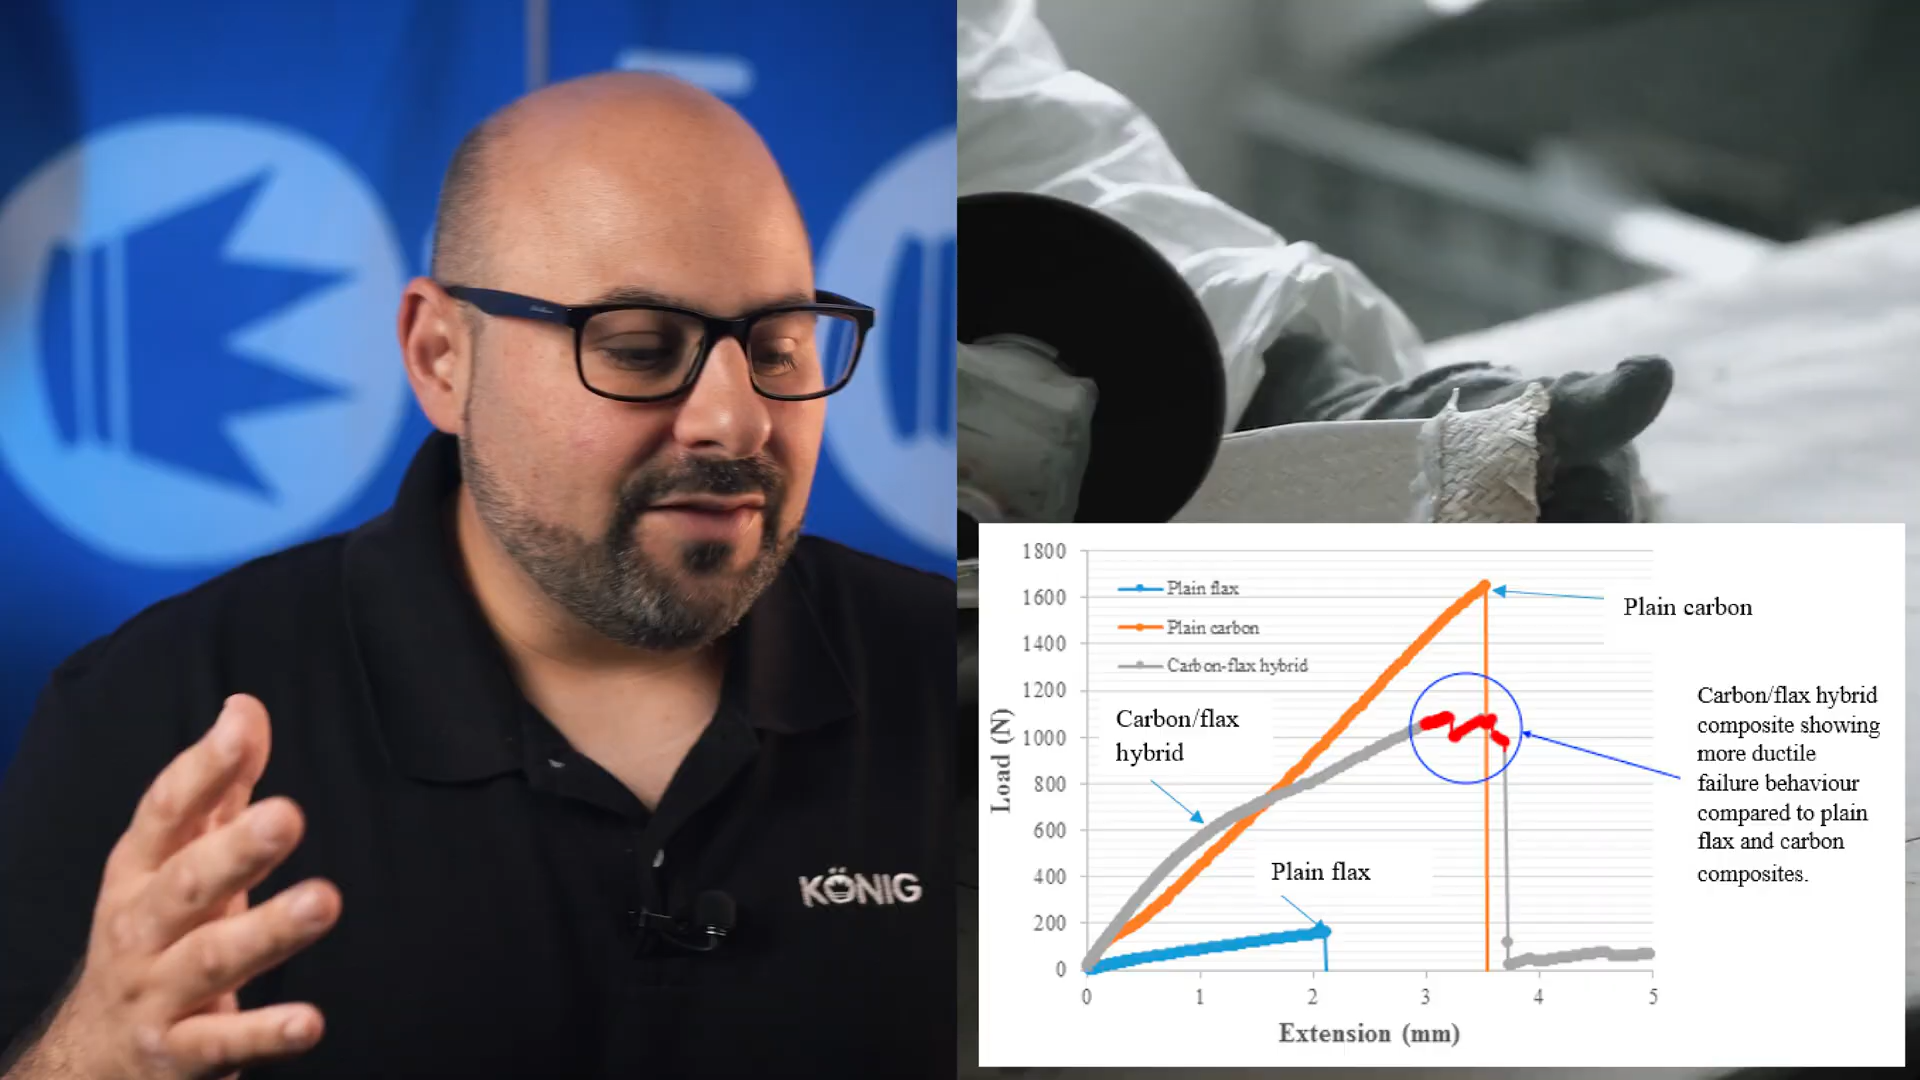 KÖNIG
1800
1600
1400
1200
1000
800
600
400
200
0
Load (N)
Plain flax
Plain carbon
Carbon-flax hybrid
Plain carbon
Carbon/flax
hybrid
Plain flax
Carbon/flax hybrid
composite showing
more ductile
failure behaviour
compared to plain
flax and carbon
composites.
0 1 2 3 4 5
Extension (mm)